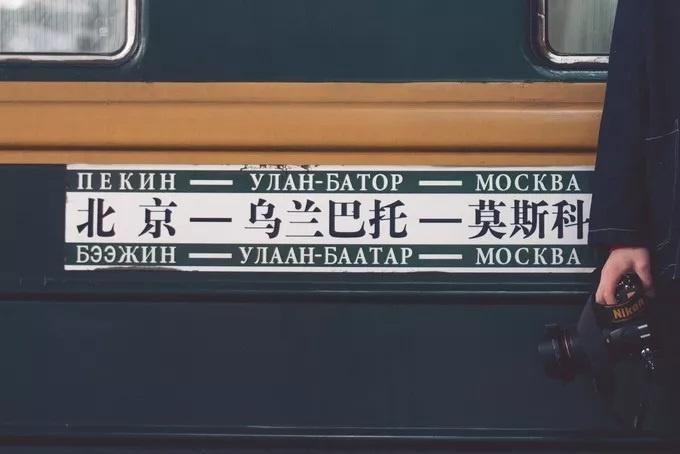 ПЕКИН — УЛАН-БАТОР — МОСКВА
北京—乌兰巴托—莫斯科
БЭЭЖИН — УЛААН-БААТАР — МОСКВА
Nikon